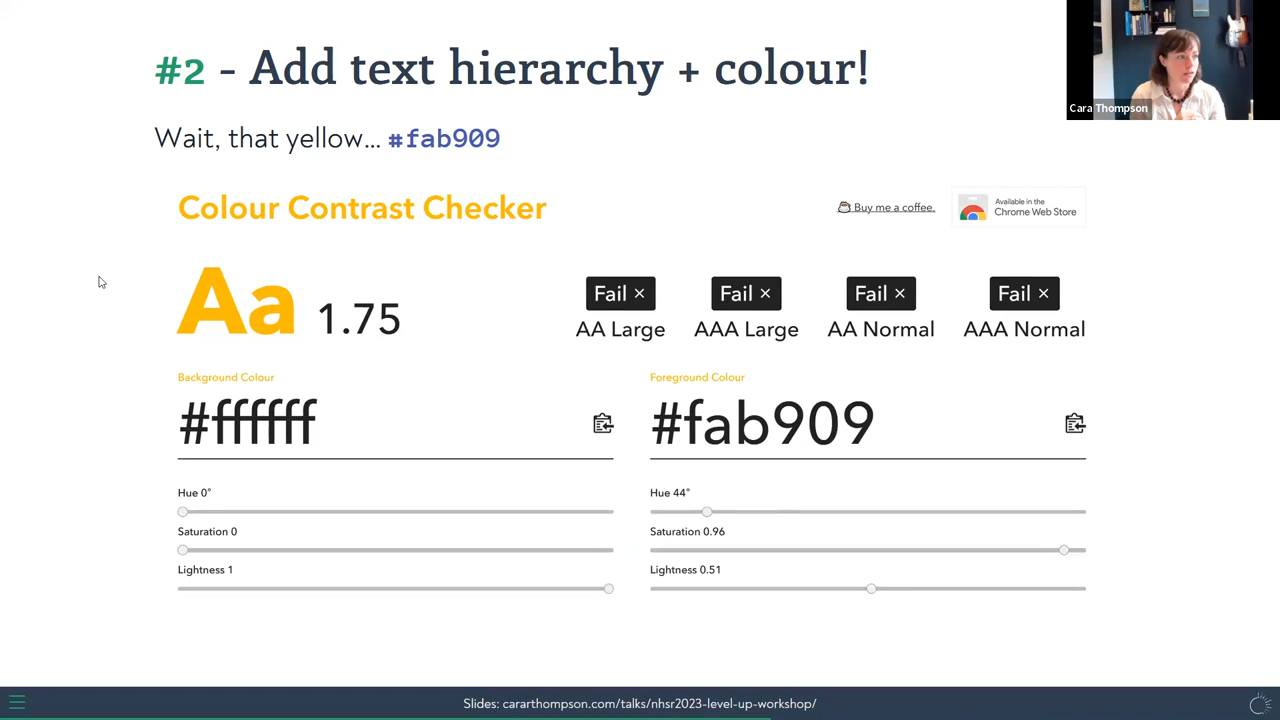 #2 - Add text hierarchy + colour!
Cara Thompson
Wait, that yellow... #fab909
Colour Contrast Checker
Buy me a coffee.
Available in the
Chrome Web Store
Aa 1.75
Fail × Fail × Fail × Fail ×
AA Large AAA Large AA Normal AAA Normal
Background Colour
#ffffff
Hue 0°
Saturation 0
Lightness 1
Foreground Colour
#fab909
Hue 44°
Saturation 0.96
Lightness 0.51
Slides: cararthompson.com/talks/nhsr2023-level-up-workshop/